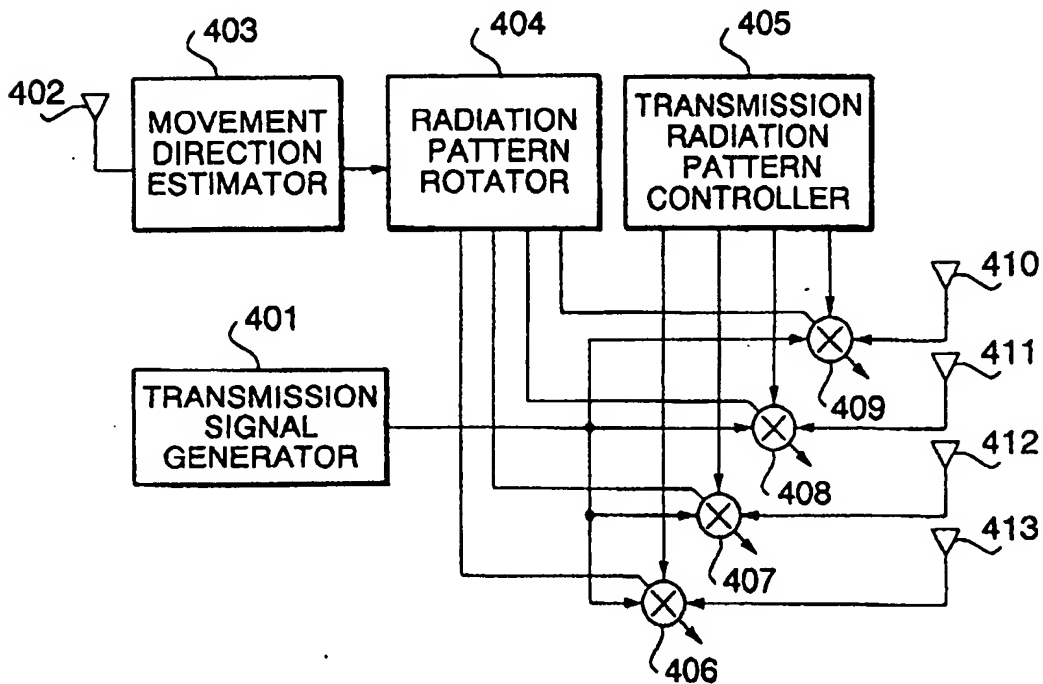 403
404
405
402
MOVEMENT
DIRECTION
ESTIMATOR
RADIATION
PATTERN
ROTATOR
TRANSMISSION
RADIATION
PATTERN
CONTROLLER
410
401
411
409
TRANSMISSION
SIGNAL
GENERATOR
412
408
413
407
406